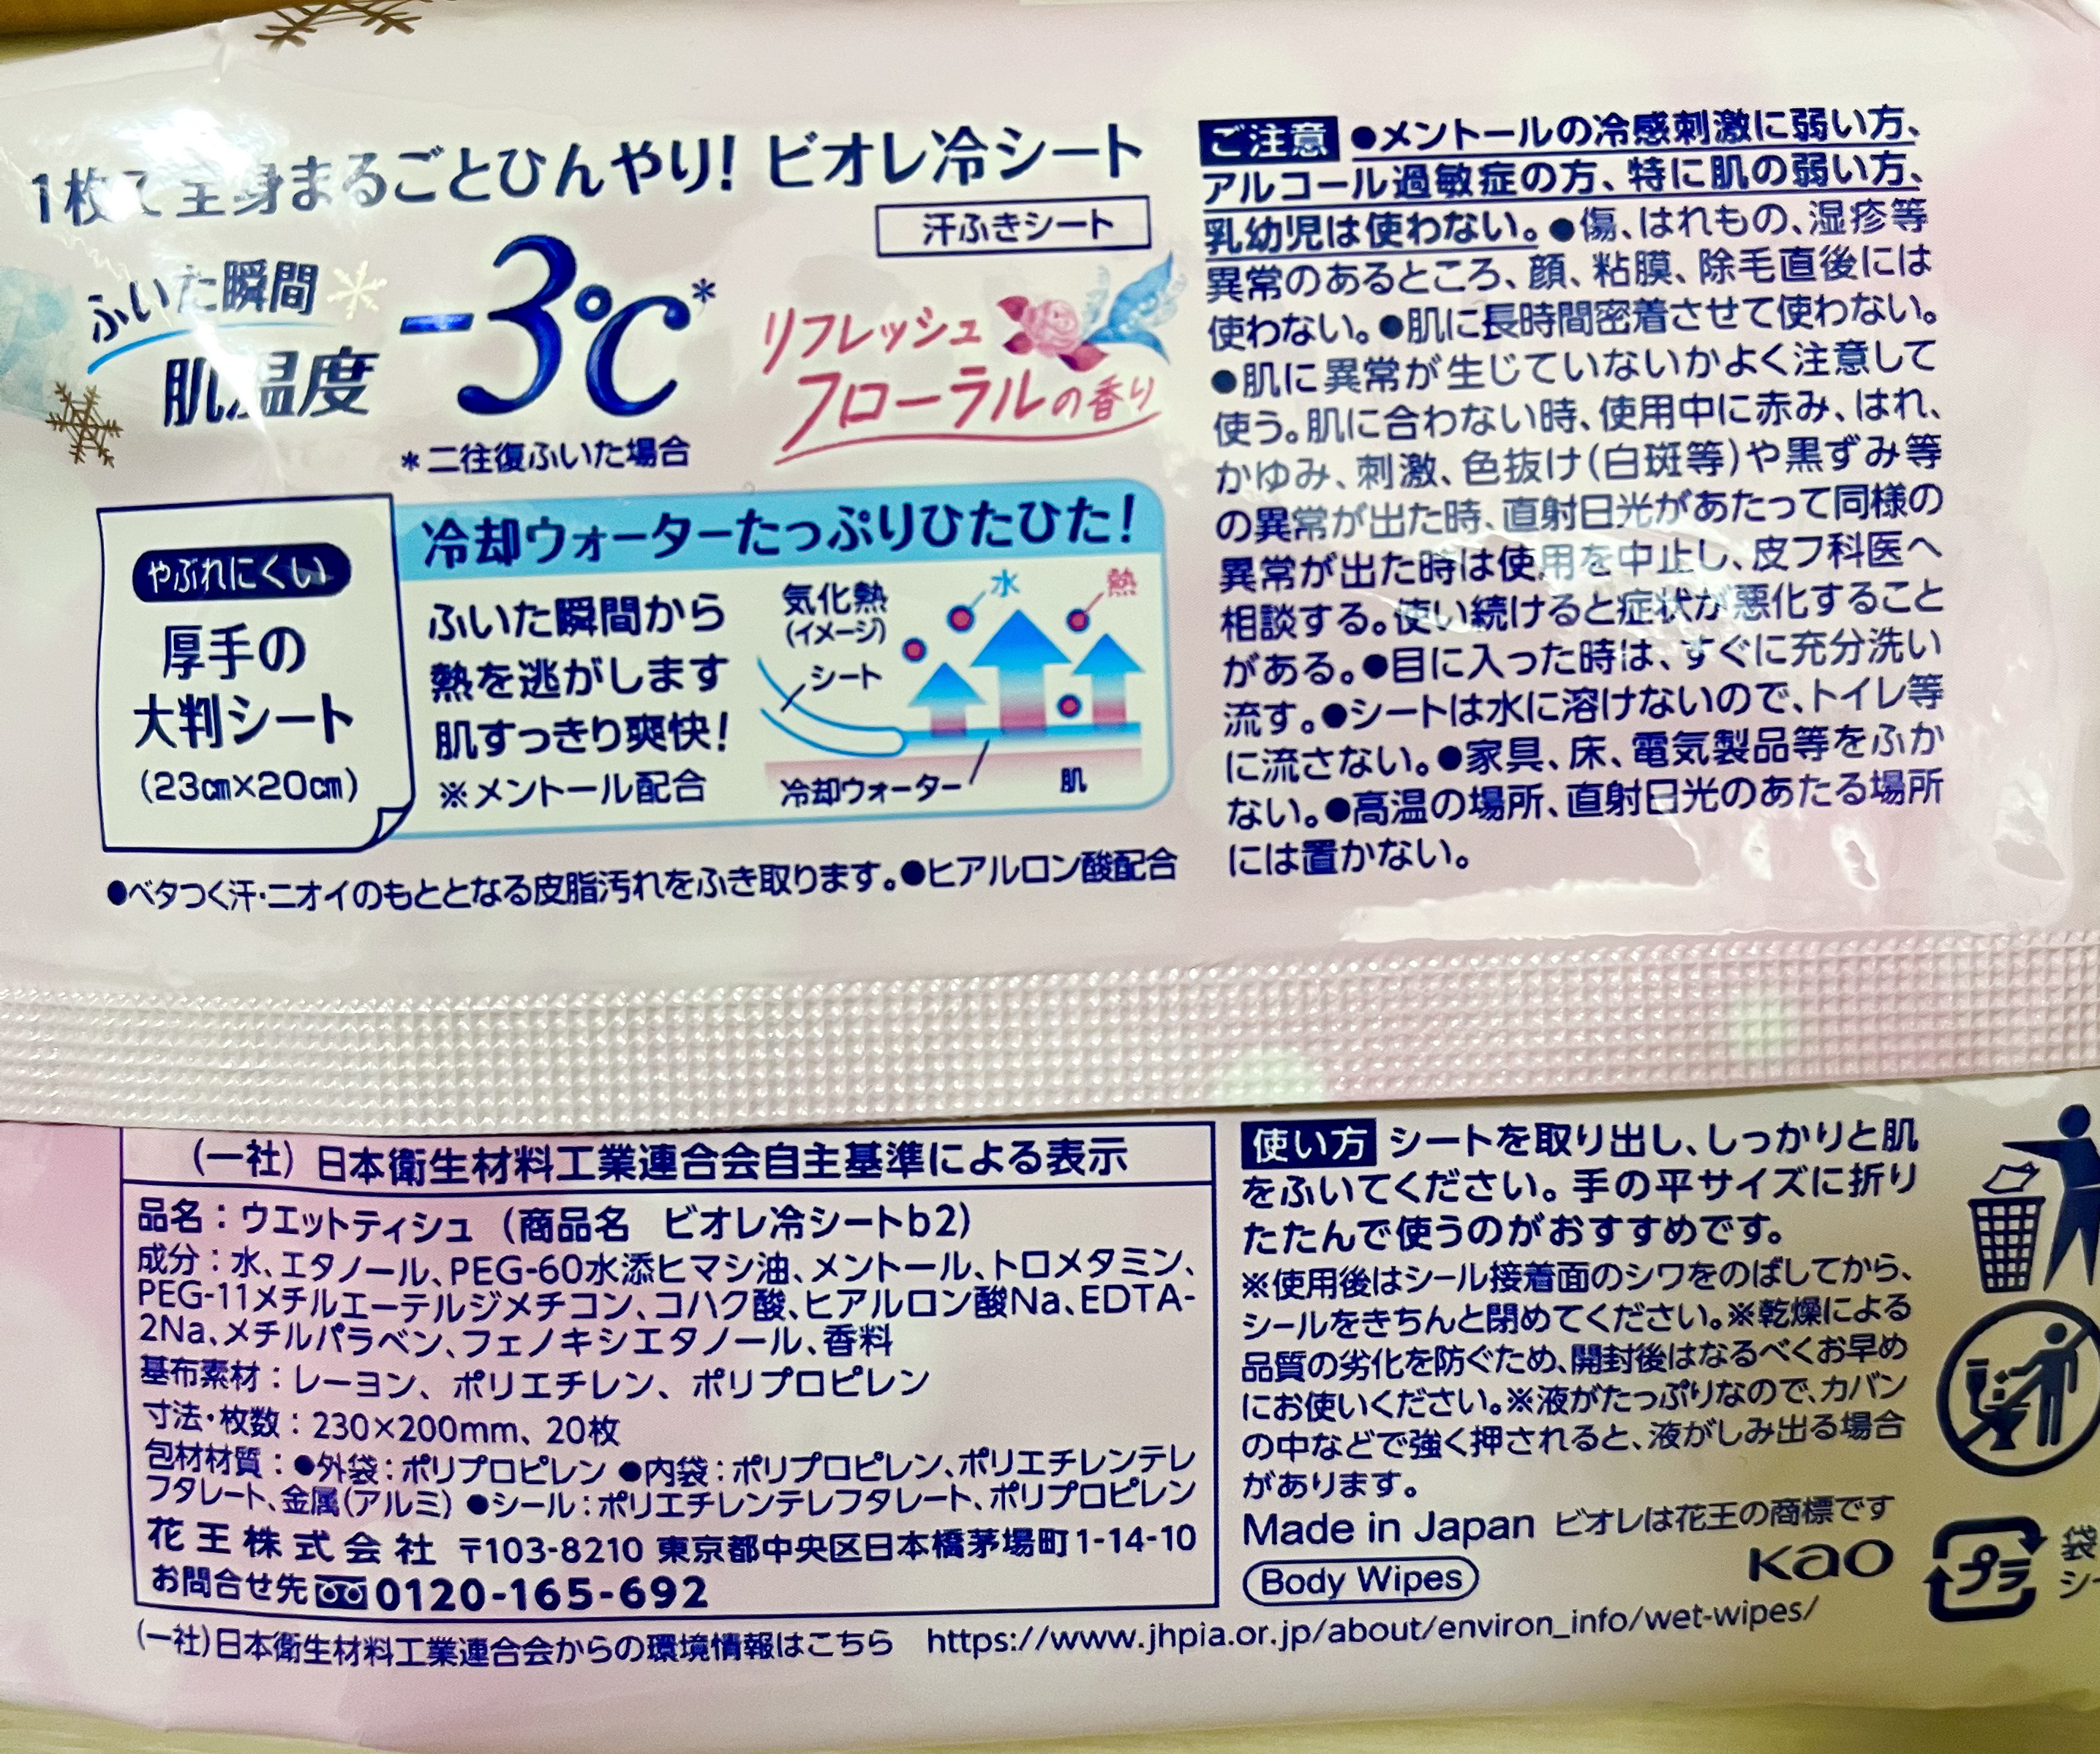 1枚で全身まるごとひんやり! ビオレ冷シート
汗ふきシート
ふいた瞬間
肌温度
-3℃*
*二往復ふいた場合
リフレッシュ
フローラルの香り
やぶれにくい
厚手の
大判シート
(23㎝×20㎝)
冷却ウォーターたっぷりひたひた!
ふいた瞬間から
熱を逃がします
肌すっきり爽快!
※メントール配合
気化熱
(イメージ)
水
熱
シート
冷却ウォーター
肌
●ベタつく汗・ニオイのもととなる皮脂汚れをふき取ります。●ヒアルロン酸配合
ご注意 ●メントールの冷感刺激に弱い方、
アルコール過敏症の方、特に肌の弱い方、
乳幼児は使わない。●傷、はれもの、湿疹等
異常のあるところ、顔、粘膜、除毛直後には
使わない。●肌に長時間密着させて使わない。
●肌に異常が生じていないかよく注意して
使う。肌に合わない時、使用中に赤み、はれ、
かゆみ、刺激、色抜け(白斑等)や黒ずみ等
の異常が出た時、直射日光があたって同様の
異常が出た時は使用を中止し、皮フ科医へ
相談する。使い続けると症状が悪化すること
がある。●目に入った時は、すぐに充分洗い
流す。●シートは水に溶けないので、トイレ等
に流さない。●家具、床、電気製品等をふか
ない。●高温の場所、直射日光のあたる場所
には置かない。
(一社)日本衛生材料工業連合会自主基準による表示
品名:ウエットティシュ (商品名 ビオレ冷シートb2)
成分:水、エタノール、PEG-60水添ヒマシ油、メントール、トロメタミン、
PEG-11メチルエーテルジメチコン、コハク酸、ヒアルロン酸Na、EDTA-
2Na、メチルパラベン、フェノキシエタノール、香料
基布素材:レーヨン、ポリエチレン、ポリプロピレン
寸法・枚数:230×200mm、20枚
包材材質:●外袋:ポリプロピレン ●内袋:ポリプロピレン、ポリエチレンテレ
フタレート、金属(アルミ) ●シール:ポリエチレンテレフタレート、ポリプロピレン
花王株式会社 〒103-8210 東京都中央区日本橋茅場町1-14-10
お問合せ先 0120-165-692
(一社)日本衛生材料工業連合会からの環境情報はこちら https://www.jhpia.or.jp/about/environ_info/wet-wipes/
使い方 シートを取り出し、しっかりと肌
をふいてください。手の平サイズに折り
たたんで使うのがおすすめです。
※使用後はシール接着面のシワをのばしてから、
シールをきちんと閉めてください。※乾燥による
品質の劣化を防ぐため、開封後はなるべくお早め
にお使いください。※液がたっぷりなので、カバン
の中などで強く押されると、液がしみ出る場合
があります。
Made in Japan ビオレは花王の商標です
Body Wipes
Kao
プラ
袋
シー